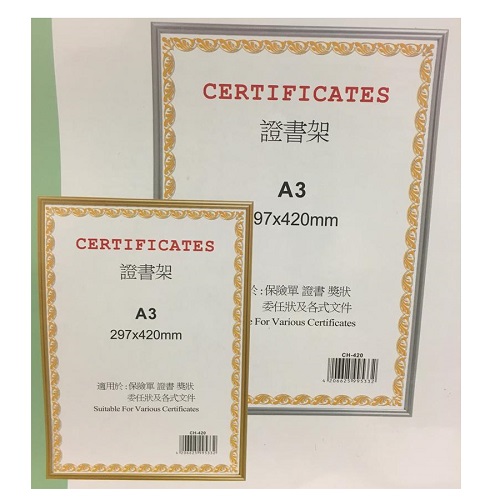 CERTIFICATES
證書架
A3
97x420mm
於:保險單 證書 獎狀
委任狀及各式文件
le For Various Certificates
CH-420
CERTIFICATES
證書架
A3
297x420mm
適用於:保險單 證書 獎狀
委任狀及各式文件
Suitable For Various Certificates
CH-420